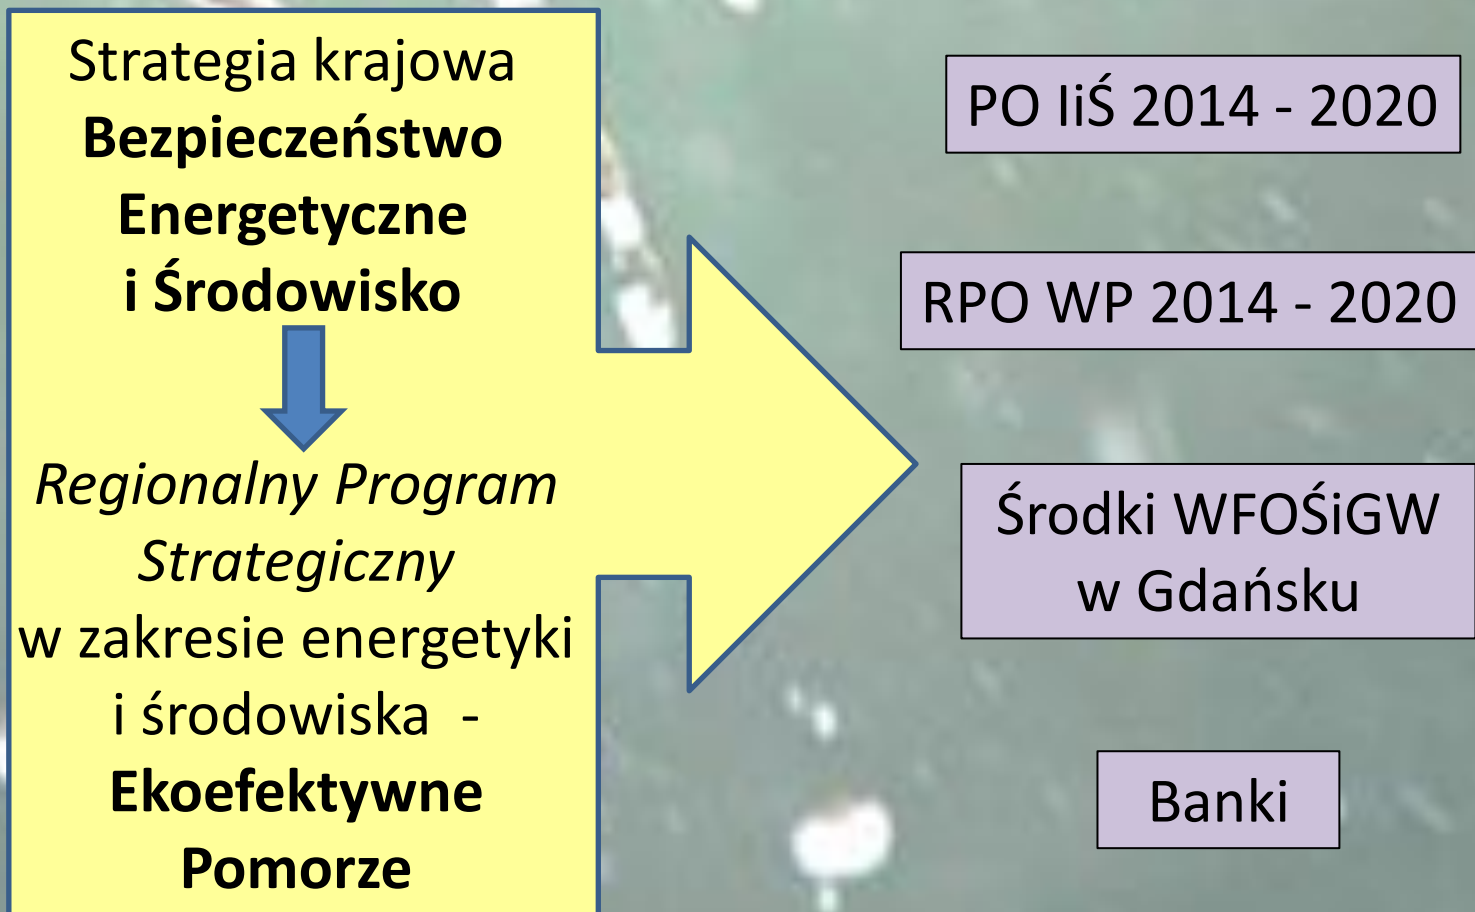 Strategia krajowa
Bezpieczeństwo
Energetyczne
i Środowisko
Regionalny Program
Strategiczny
w zakresie energetyki
i środowiska -
Ekoefektywne
Pomorze
PO IiŚ 2014 - 2020
RPO WP 2014 - 2020
Środki WFOŚiGW
w Gdańsku
Banki